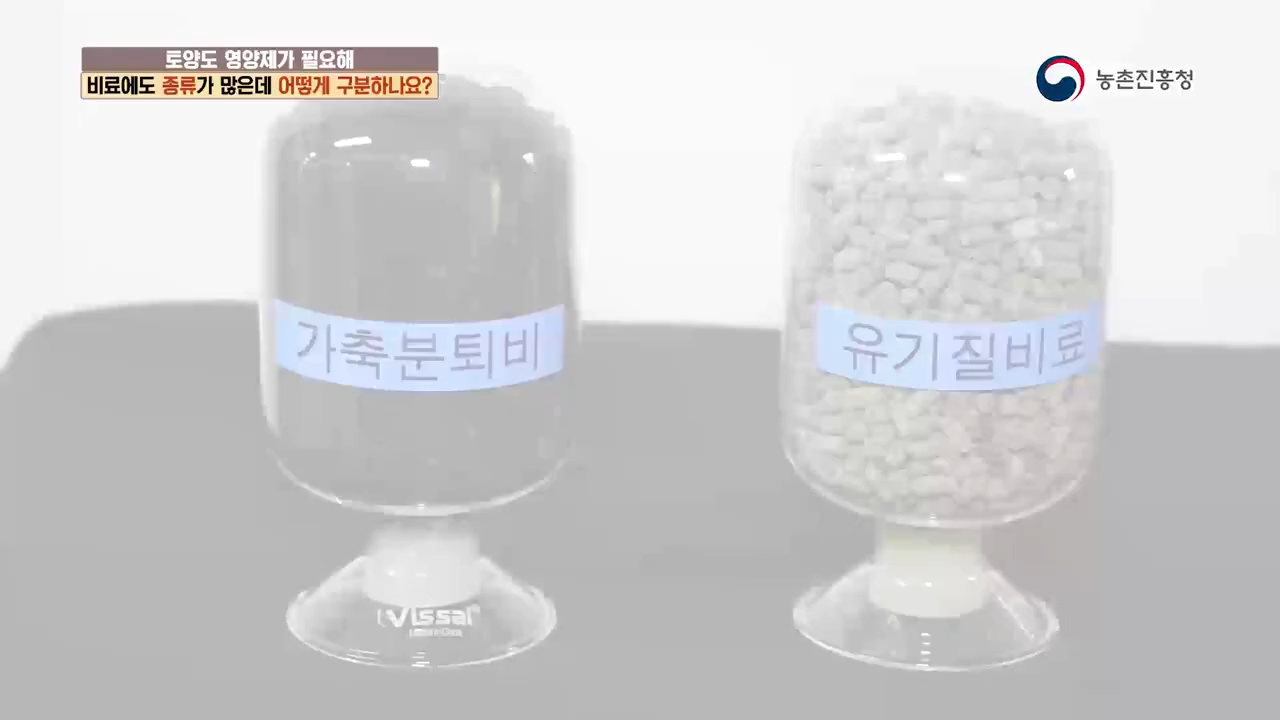 토양도 영양제가 필요해
비료에도 종류가 많은데 어떻게 구분하나요?
농촌진흥청
가축분퇴비
유기질비료
Vissal